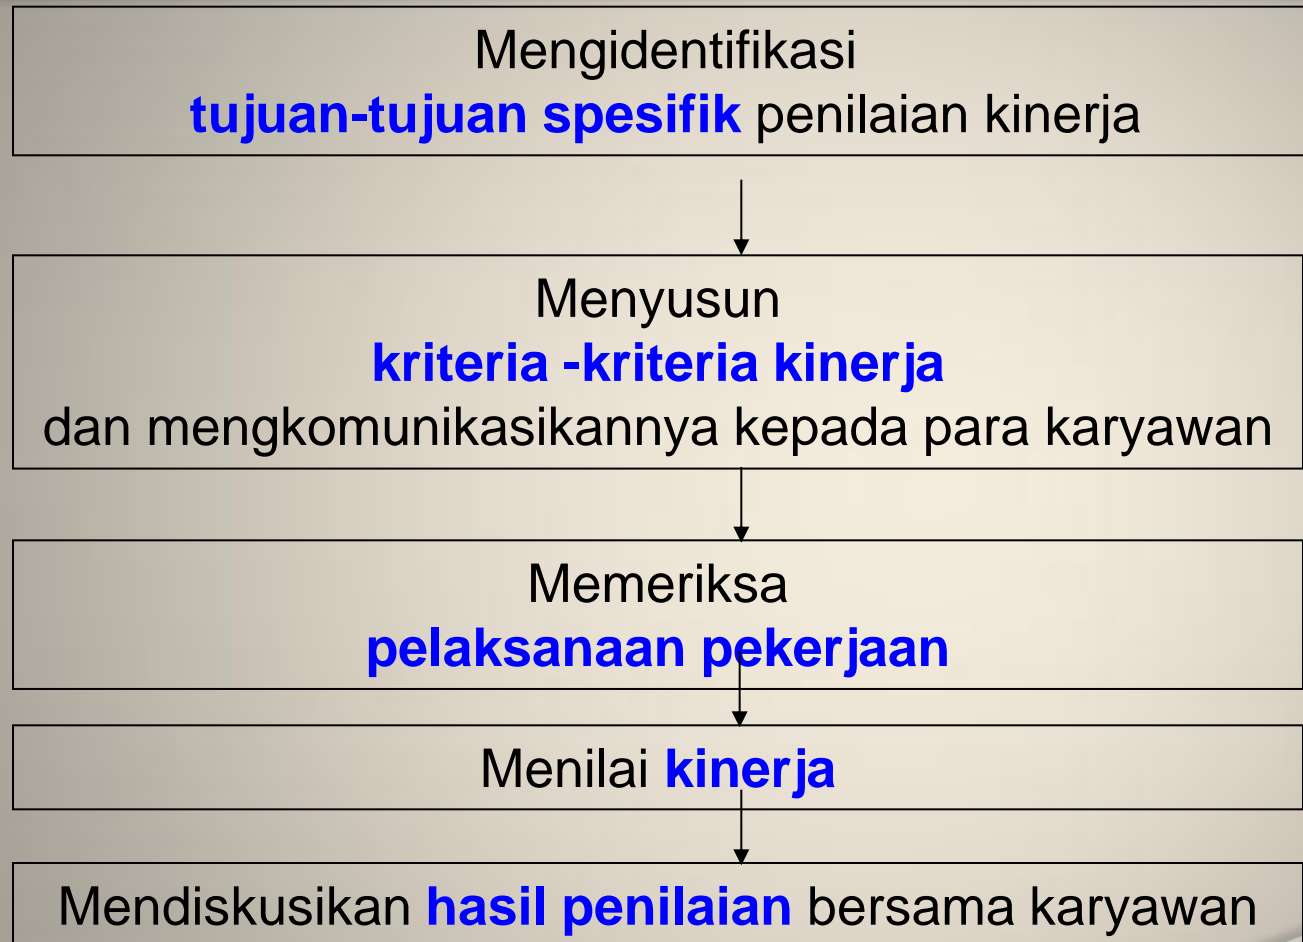 Mengidentifikasi
tujuan-tujuan spesifik penilaian kinerja
Menyusun
kriteria -kriteria kinerja
dan mengkomunikasikannya kepada para karyawan
Memeriksa
pelaksanaan pekerjaan
Menilai kinerja
Mendiskusikan hasil penilaian bersama karyawan